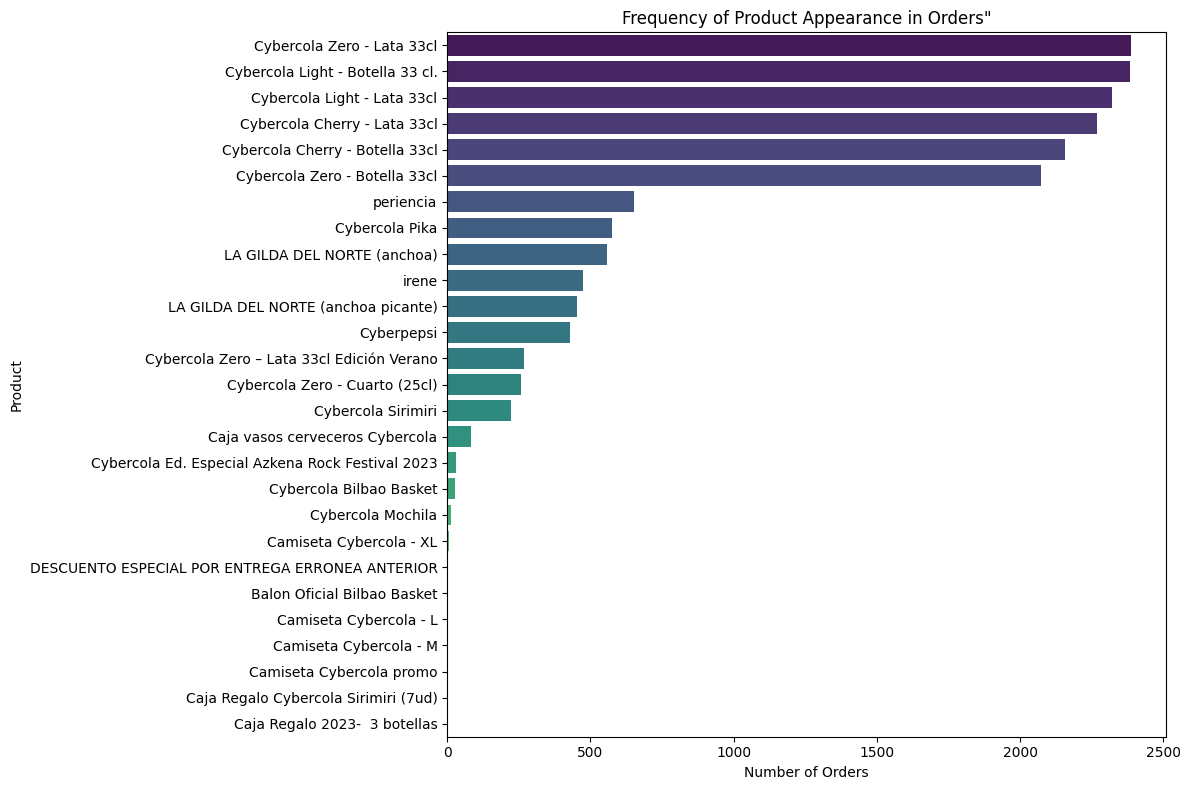 Frequency of Product Appearance in Orders"
Cybercola Zero - Lata 33cl
Cybercola Light - Botella 33 cl.
Cybercola Light - Lata 33cl
Cybercola Cherry - Lata 33cl
Cybercola Cherry - Botella 33cl
Cybercola Zero - Botella 33cl
periencia
Cybercola Pika
LA GILDA DEL NORTE (anchoa)
irene
LA GILDA DEL NORTE (anchoa picante)
Cyberpepsi
Cybercola Zero – Lata 33cl Edición Verano
Cybercola Zero - Cuarto (25cl)
Cybercola Sirimiri
Caja vasos cerveceros Cybercola
Cybercola Ed. Especial Azkena Rock Festival 2023
Cybercola Bilbao Basket
Cybercola Mochila
Camiseta Cybercola - XL
DESCUENTO ESPECIAL POR ENTREGA ERRONEA ANTERIOR
Balon Oficial Bilbao Basket
Camiseta Cybercola - L
Camiseta Cybercola - M
Camiseta Cybercola promo
Caja Regalo Cybercola Sirimiri (7ud)
Caja Regalo 2023-  3 botellas
Product
0 500 1000 1500 2000 2500
Number of Orders